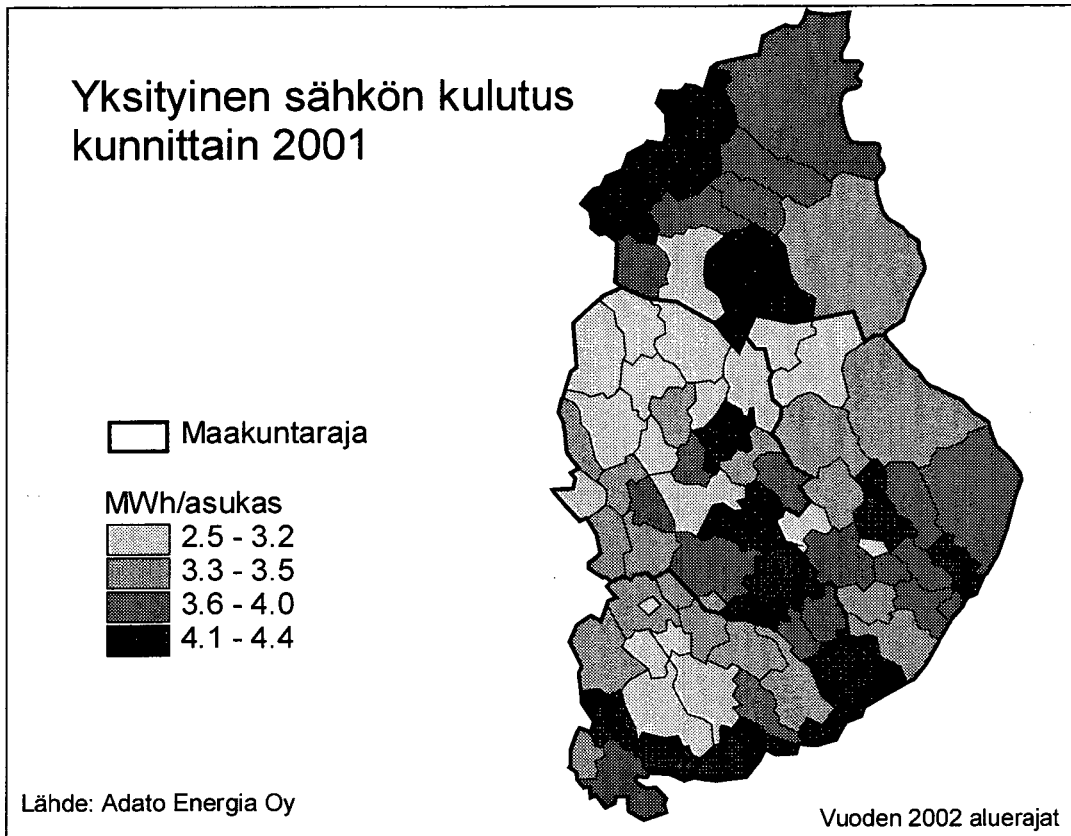 Yksityinen sähkön kulutus
kunnittain 2001
Maakuntaraja
MWh/asukas
2.5 - 3.2
3.3 - 3.5
3.6 - 4.0
4.1 - 4.4
Lähde: Adato Energia Oy
Vuoden 2002 aluerajat